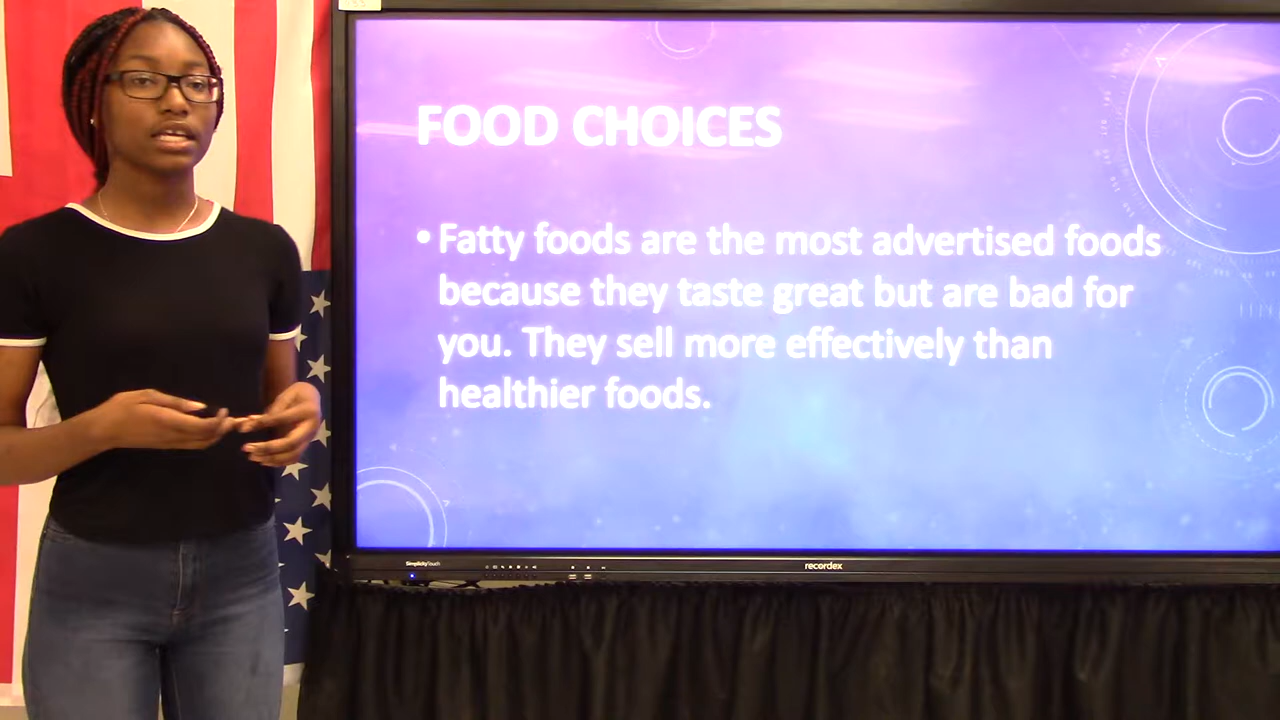 FOOD CHOICES
• Fatty foods are the most advertised foods
because they taste great but are bad for
you. They sell more effectively than
healthier foods.
SimplicityTouch
recordex